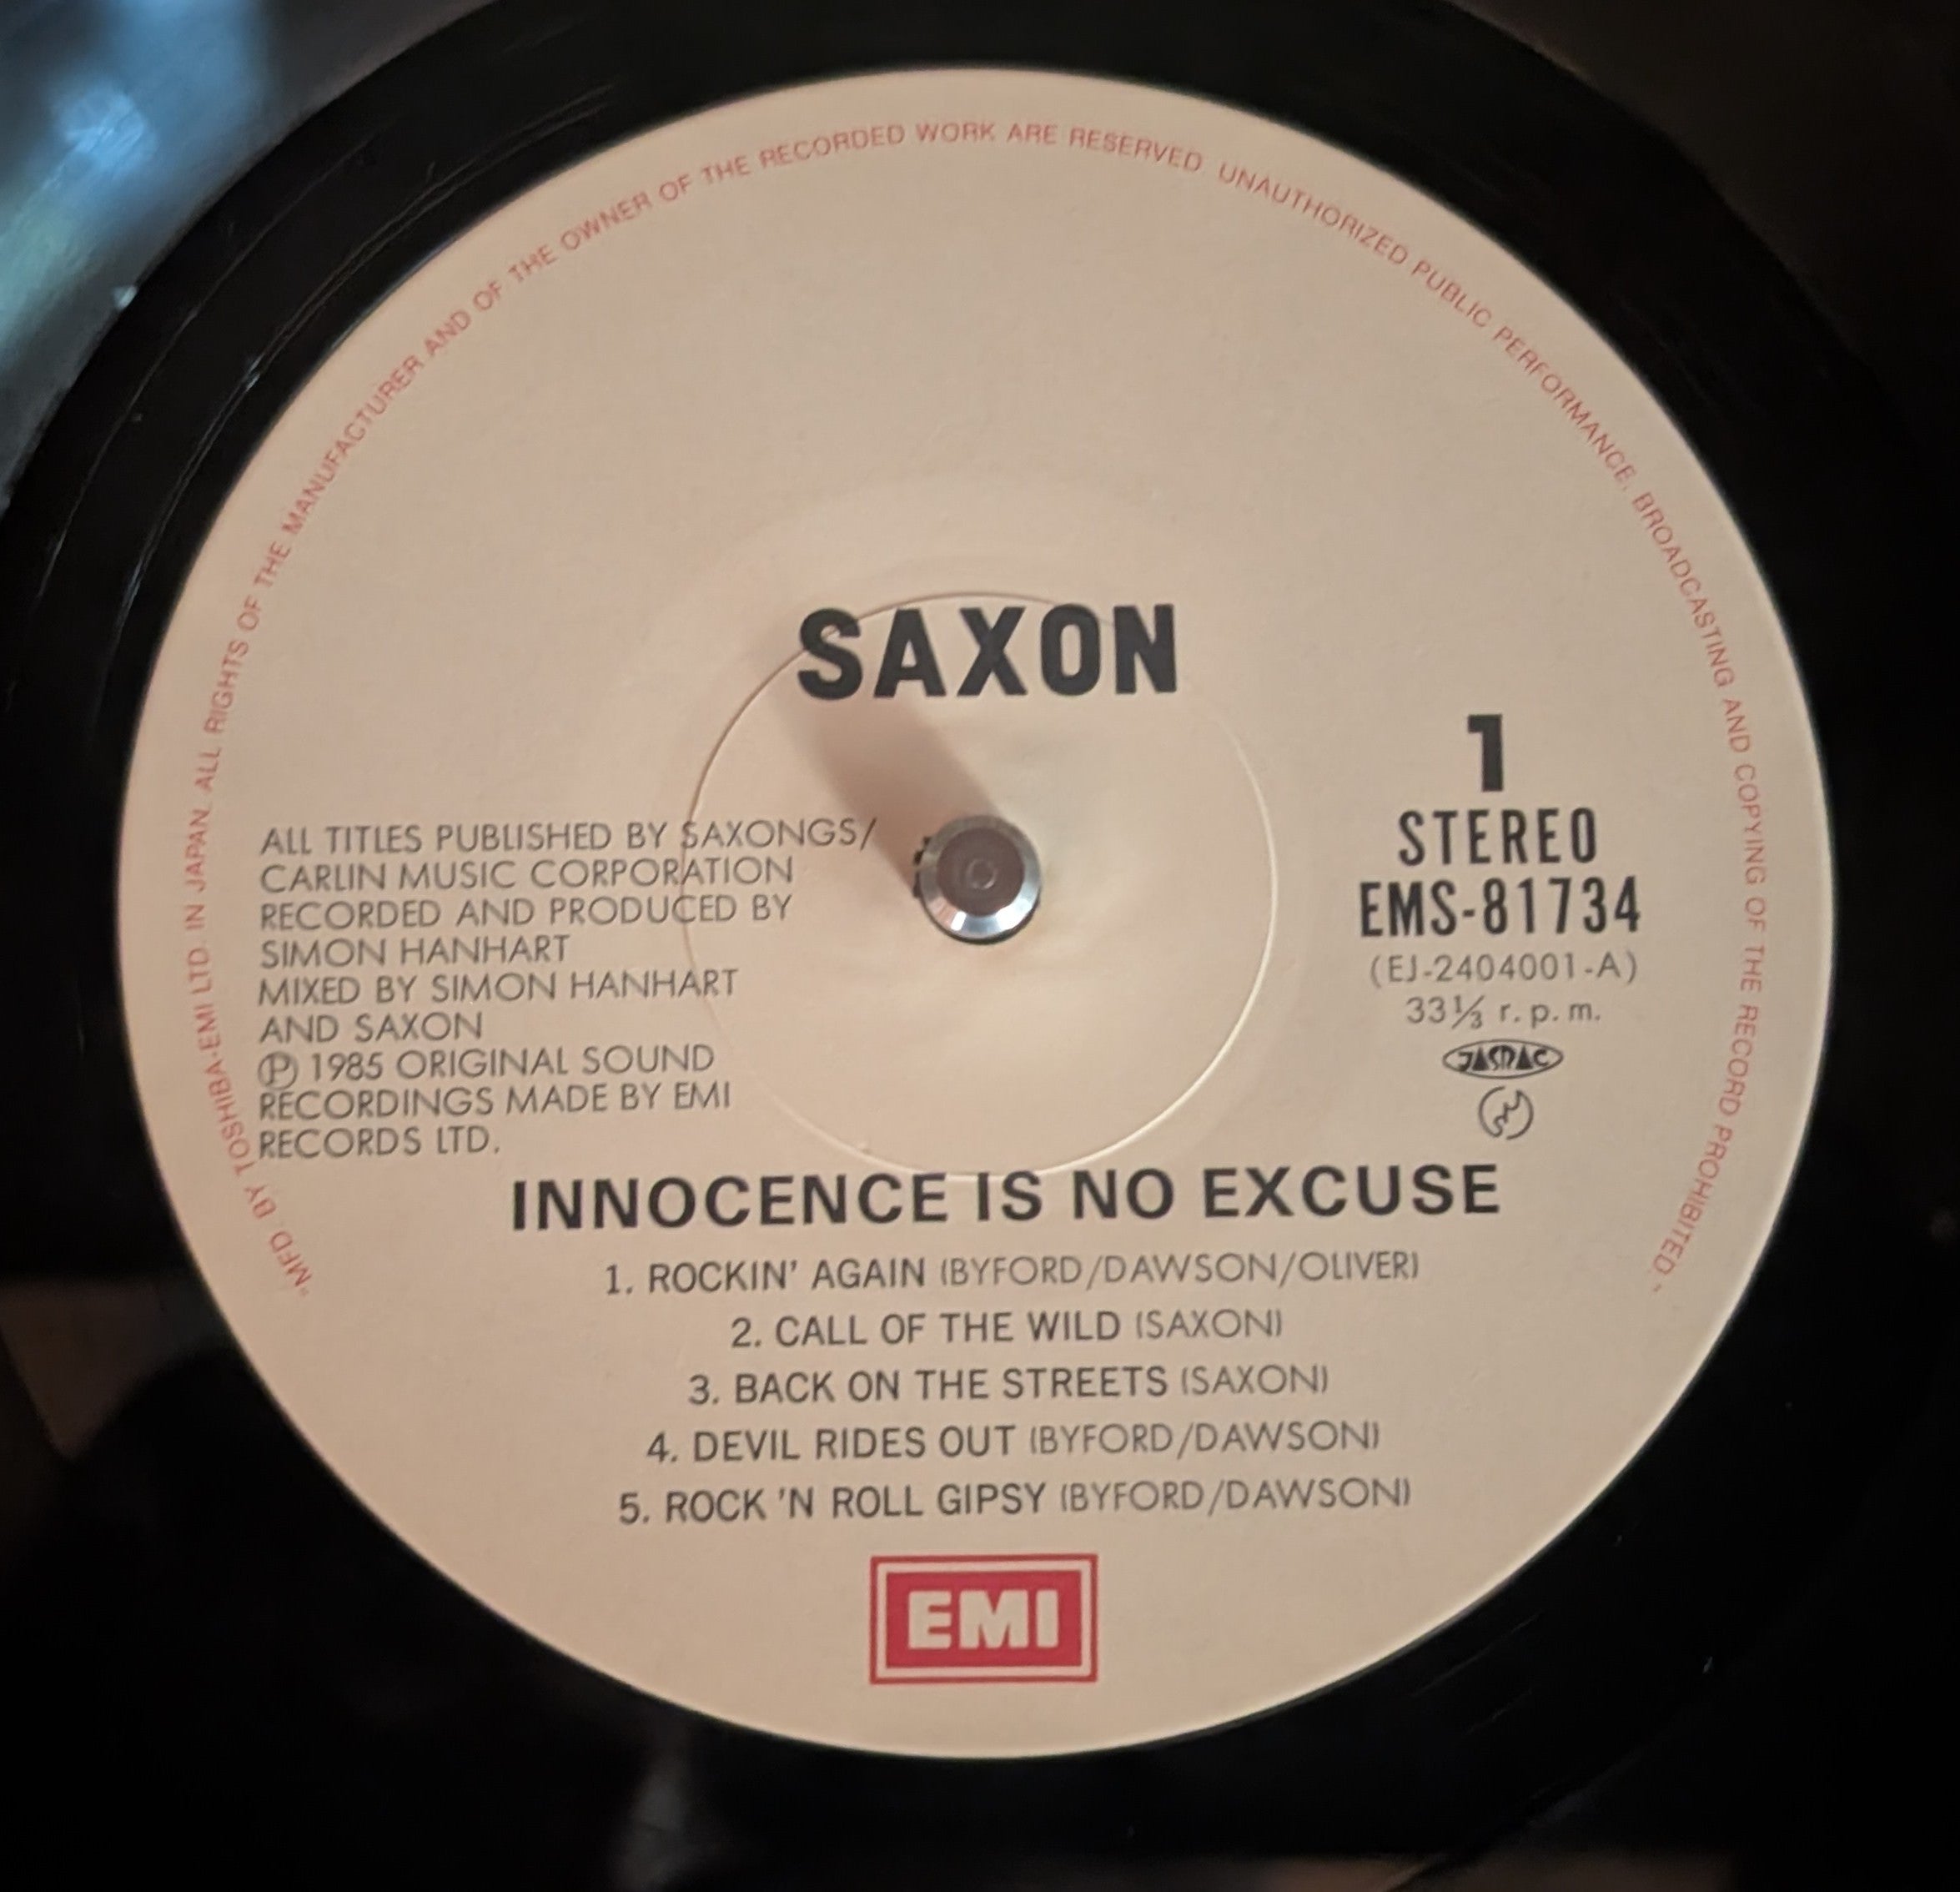 "MFD. BY TOSHIBA-EMI LTD. IN JAPAN. ALL RIGHTS OF THE MANUFACTURER AND OF THE OWNER OF THE RECORDED WORK ARE RESERVED. UNAUTHORIZED PUBLIC PERFORMANCE, BROADCASTING AND COPYING OF THE RECORD PROHIBITED."
SAXON
ALL TITLES PUBLISHED BY SAXONGS/
CARLIN MUSIC CORPORATION
RECORDED AND PRODUCED BY
SIMON HANHART
MIXED BY SIMON HANHART
AND SAXON
℗ 1985 ORIGINAL SOUND
RECORDINGS MADE BY EMI
RECORDS LTD.
1
STEREO
EMS-81734
(EJ-2404001-A)
33⅓ r.p.m.
JASRAC
INNOCENCE IS NO EXCUSE
1. ROCKIN' AGAIN (BYFORD/DAWSON/OLIVER)
2. CALL OF THE WILD (SAXON)
3. BACK ON THE STREETS (SAXON)
4. DEVIL RIDES OUT (BYFORD/DAWSON)
5. ROCK 'N ROLL GIPSY (BYFORD/DAWSON)
EMI